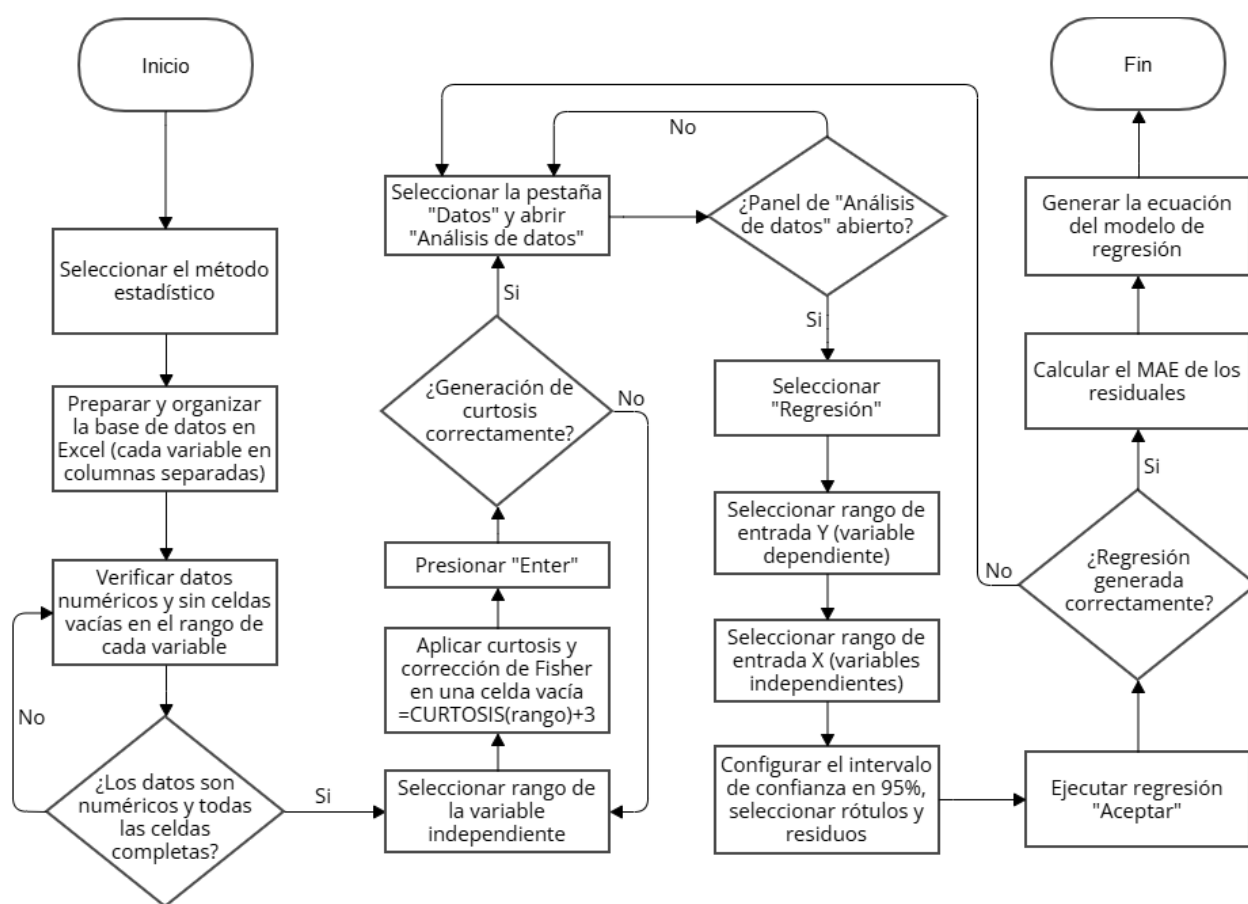 Inicio
Seleccionar el método
estadístico
Preparar y organizar
la base de datos en
Excel (cada variable en
columnas separadas)
Verificar datos
numéricos y sin celdas
vacías en el rango de
cada variable
No
¿Los datos son
numéricos y todas
las celdas
completas?
Si
Seleccionar rango de
la variable
independiente
Aplicar curtosis y
corrección de Fisher
en una celda vacía
=CURTOSIS(rango)+3
Presionar "Enter"
¿Generación de
curtosis
correctamente?
No
Si
Seleccionar la pestaña
"Datos" y abrir
"Análisis de datos"
No
¿Panel de "Análisis
de datos" abierto?
Si
Seleccionar
"Regresión"
Seleccionar rango de
entrada Y (variable
dependiente)
Seleccionar rango de
entrada X (variables
independientes)
Configurar el intervalo
de confianza en 95%,
seleccionar rótulos y
residuos
Ejecutar regresión
"Aceptar"
¿Regresión
generada
correctamente?
No
Si
Calcular el MAE de los
residuales
Generar la ecuación
del modelo de
regresión
Fin